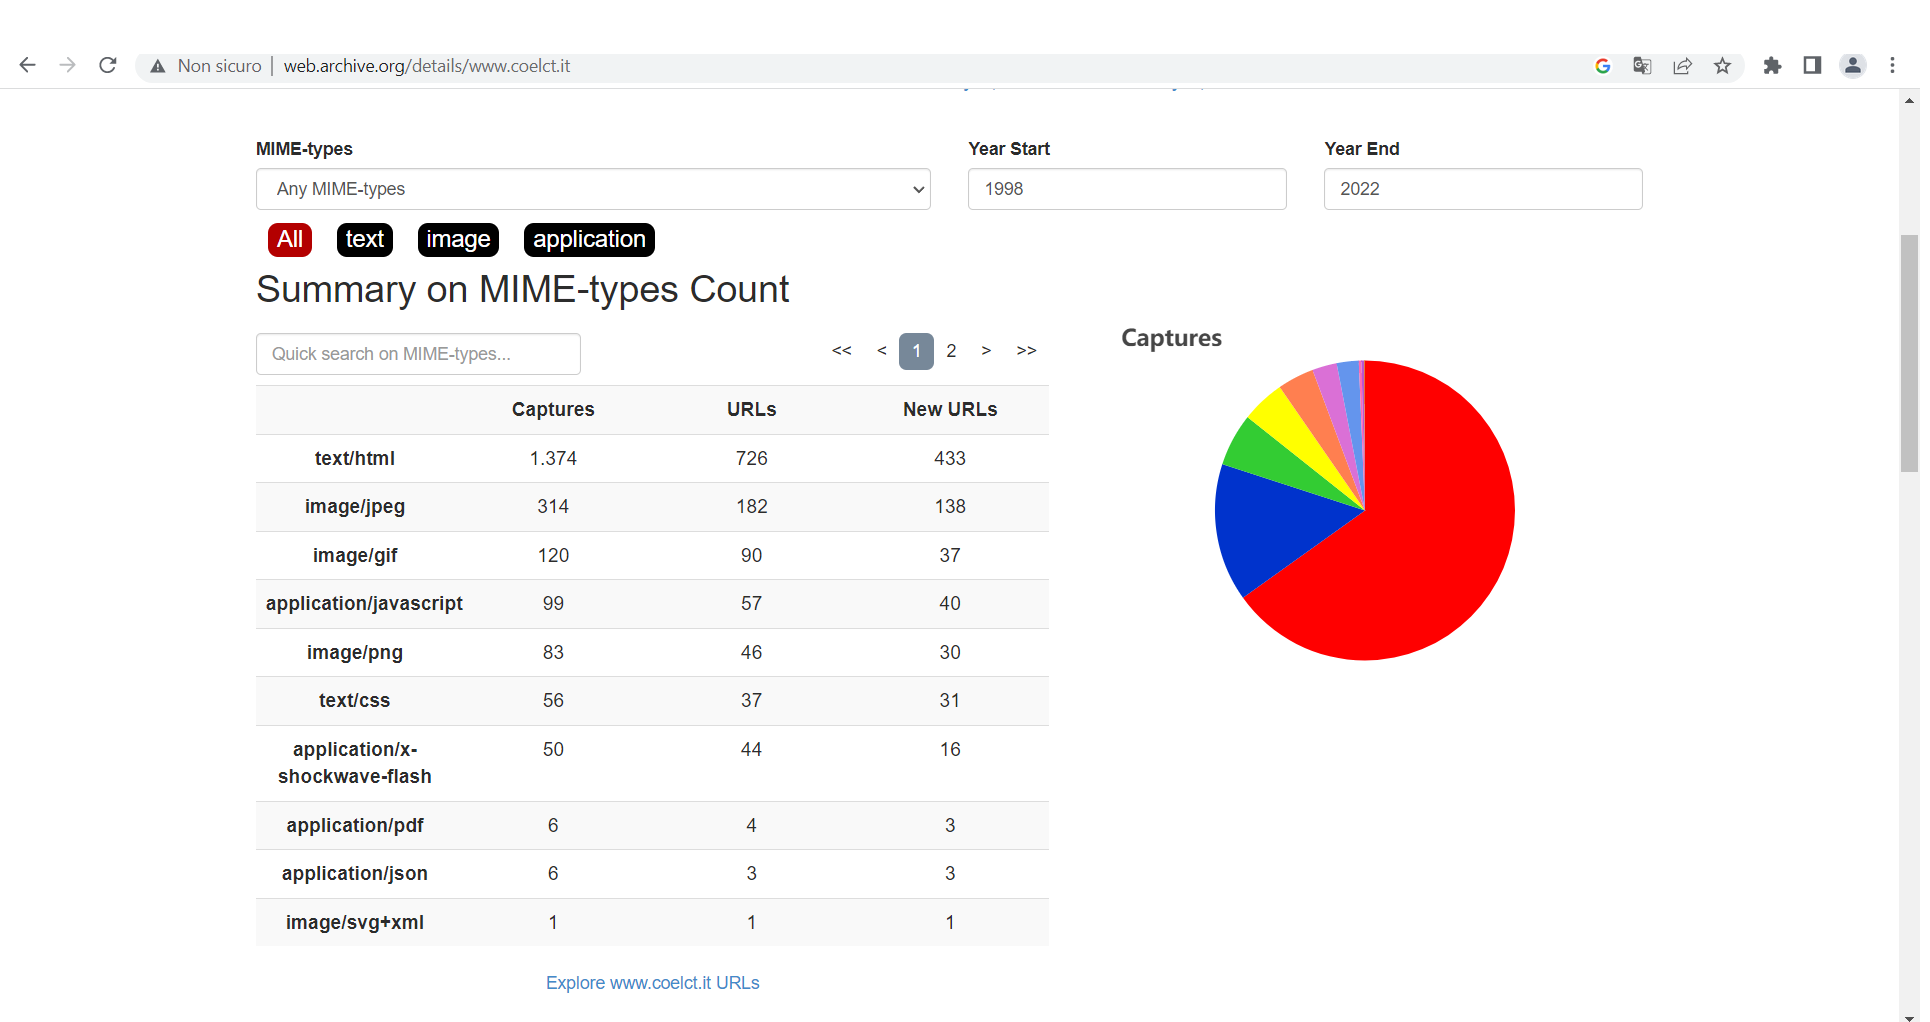 Non sicuro | web.archive.org/details/www.coelct.it
MIME-types Year Start Year End
Any MIME-types 1998 2022
All text image application
Summary on MIME-types Count
Captures
Quick search on MIME-types... << < 1 2 > >>
Captures URLs New URLs
text/html 1.374 726 433
image/jpeg 314 182 138
image/gif 120 90 37
application/javascript 99 57 40
image/png 83 46 30
text/css 56 37 31
application/x- 50 44 16
shockwave-flash
application/pdf 6 4 3
application/json 6 3 3
image/svg+xml 1 1 1
Explore www.coelct.it URLs